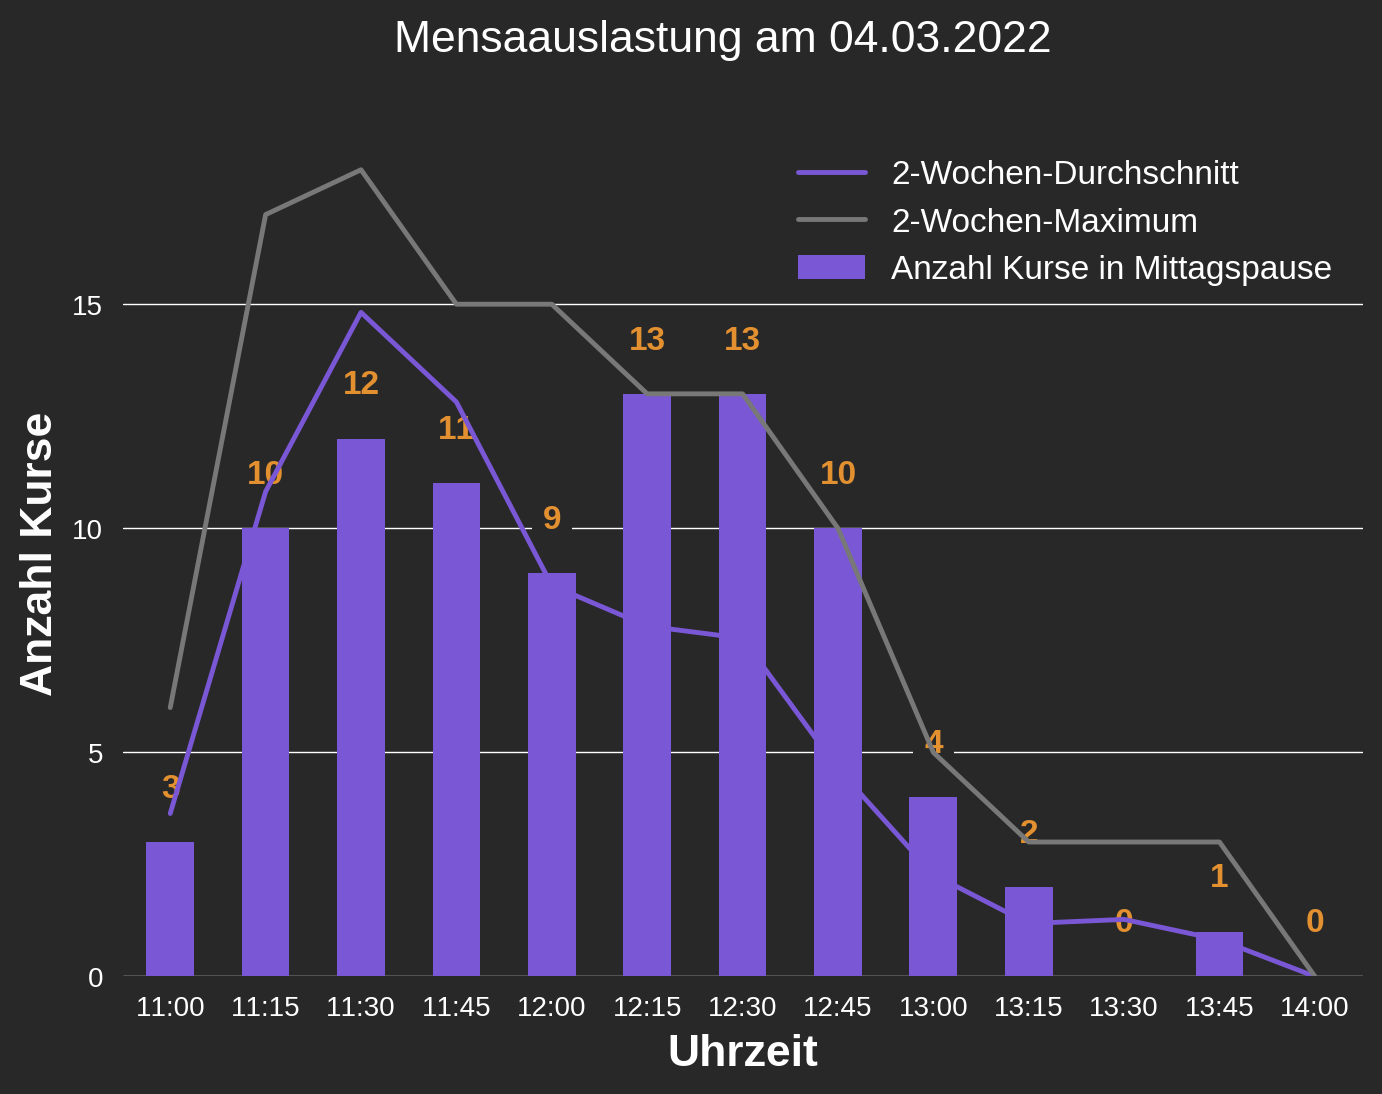 Mensaauslastung am 04.03.2022
2-Wochen-Durchschnitt
2-Wochen-Maximum
Anzahl Kurse in Mittagspause
Anzahl Kurse
15
10
5
0
3
10
12
11
9
13
13
10
4
2
0
1
0
11:00 11:15 11:30 11:45 12:00 12:15 12:30 12:45 13:00 13:15 13:30 13:45 14:00
Uhrzeit